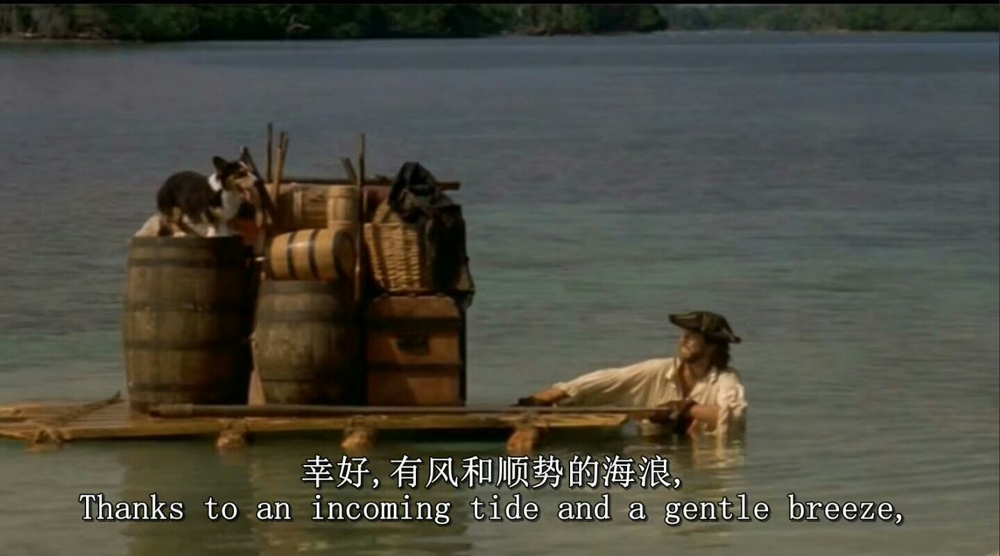 幸好,有风和顺势的海浪,
Thanks to an incoming tide and a gentle breeze,